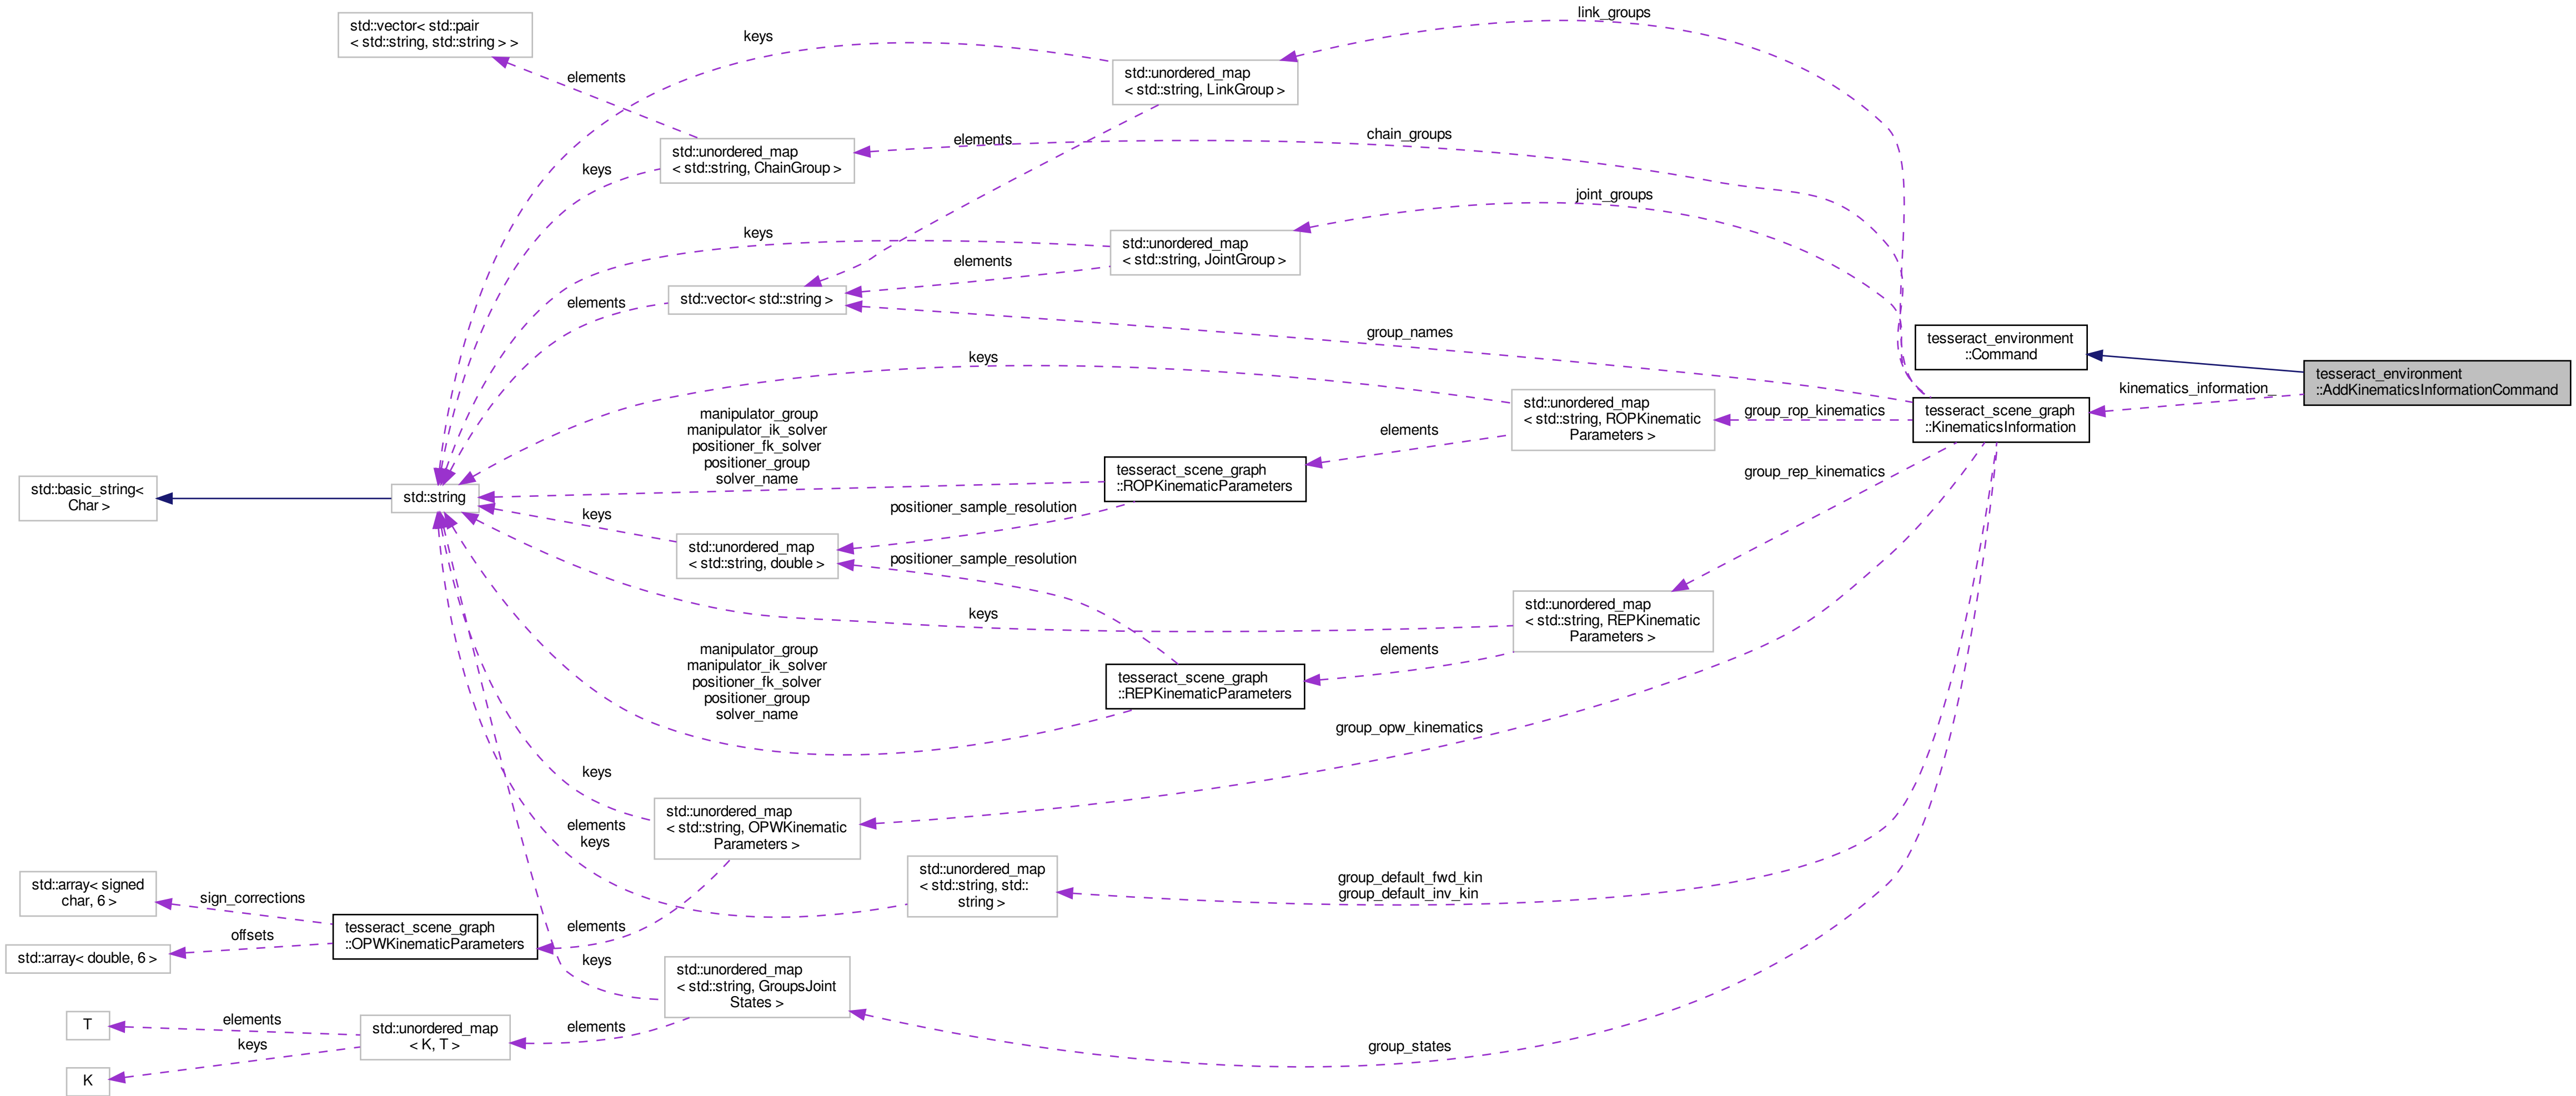 std::vector< std::pair
< std::string, std::string > >
link_groups
keys
elements
std::unordered_map
< std::string, LinkGroup >
chain_groups
elements
std::unordered_map
< std::string, ChainGroup >
keys
joint_groups
keys
std::unordered_map
< std::string, JointGroup >
elements
std::vector< std::string >
elements
group_names
tesseract_environment
::Command
tesseract_environment
::AddKinematicsInformationCommand
kinematics_information_
keys
tesseract_scene_graph
::KinematicsInformation
group_rop_kinematics
std::unordered_map
< std::string, ROPKinematic
Parameters >
elements
manipulator_group
manipulator_ik_solver
positioner_fk_solver
positioner_group
solver_name
tesseract_scene_graph
::ROPKinematicParameters
group_rep_kinematics
std::basic_string<
Char >
std::string
positioner_sample_resolution
keys
std::unordered_map
< std::string, double >
positioner_sample_resolution
keys
std::unordered_map
< std::string, REPKinematic
Parameters >
elements
manipulator_group
manipulator_ik_solver
positioner_fk_solver
positioner_group
solver_name
tesseract_scene_graph
::REPKinematicParameters
group_opw_kinematics
keys
std::unordered_map
< std::string, OPWKinematic
Parameters >
elements
keys
std::unordered_map
< std::string, std::
string >
group_default_fwd_kin
group_default_inv_kin
std::array< signed
char, 6 >
sign_corrections
tesseract_scene_graph
::OPWKinematicParameters
elements
offsets
std::array< double, 6 >
keys
std::unordered_map
< std::string, GroupsJoint
States >
T
elements
std::unordered_map
< K, T >
elements
keys
K
group_states